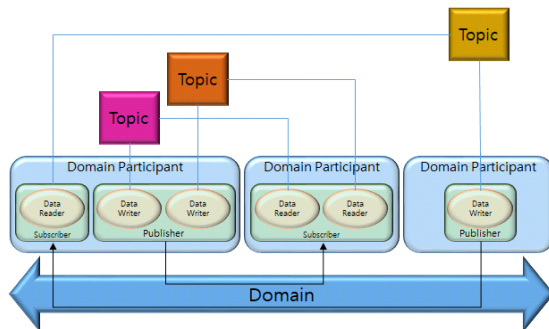 Topic
Topic
Topic
Domain Participant
Domain Participant
Domain Participant
Data
Reader
Data
Writer
Data
Writer
Data
Reader
Data
Reader
Data
Writer
Subscriber
Publisher
Subscriber
Publisher
Domain